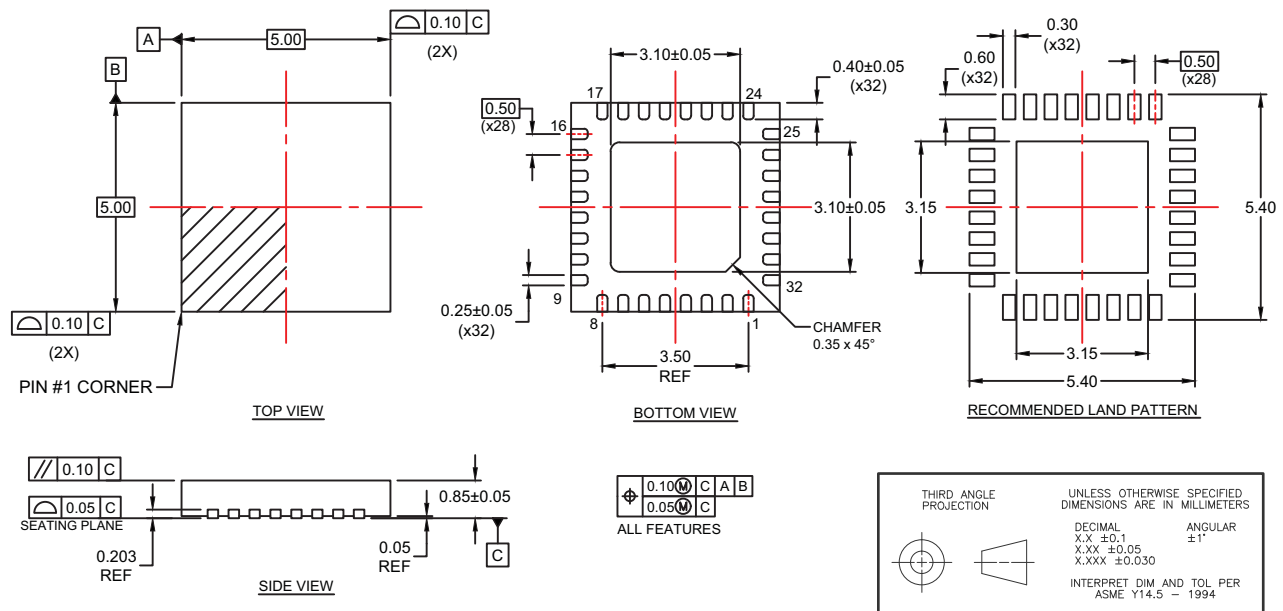 A
5.00
0.10 C
(2X)
B
5.00
0.10 C
(2X)
PIN #1 CORNER
TOP VIEW
3.10±0.05
0.40±0.05
(x32)
17
24
0.50
(x28)
16
25
3.10±0.05
0.25±0.05
(x32)
9
32
8
1
CHAMFER
0.35 x 45°
3.50
REF
BOTTOM VIEW
0.30
(x32)
0.60
(x32)
0.50
(x28)
3.15
5.40
3.15
5.40
RECOMMENDED LAND PATTERN
// 0.10 C
0.05 C
SEATING PLANE
0.85±0.05
0.203
REF
0.05
REF
C
SIDE VIEW
0.10 Ⓜ C A B
0.05 Ⓜ C
ALL FEATURES
THIRD ANGLE
PROJECTION
UNLESS OTHERWISE SPECIFIED
DIMENSIONS ARE IN MILLIMETERS
DECIMAL ANGULAR
X.X ±0.1 ±1°
X.XX ±0.05
X.XXX ±0.030
INTERPRET DIM AND TOL PER
ASME Y14.5 – 1994